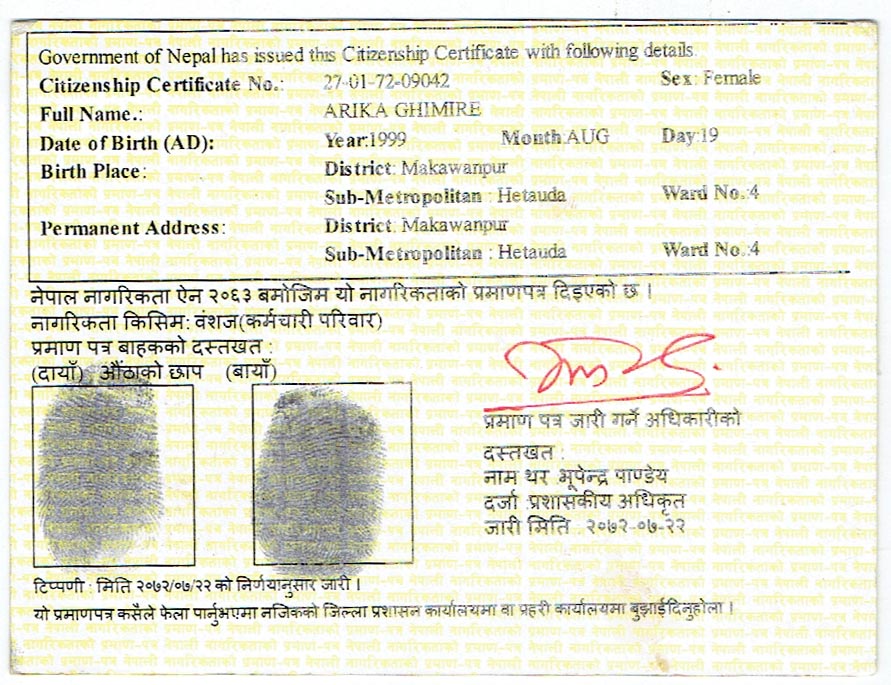 Government of Nepal has issued this Citizenship Certificate with following details.
Citizenship Certificate No.: 27-01-72-09042 Sex: Female
Full Name.: ARIKA GHIMIRE
Date of Birth (AD): Year:1999 Month:AUG Day:19
Birth Place: District: Makawanpur
Sub-Metropolitan : Hetauda Ward No.:4
Permanent Address: District: Makawanpur
Sub-Metropolitan : Hetauda Ward No.:4
नेपाल नागरिकता ऐन २०६३ बमोजिम यो नागरिकताको प्रमाणपत्र दिइएको छ ।
नागरिकता किसिम: वंशज(कर्मचारी परिवार)
प्रमाण पत्र बाहकको दस्तखत :
(दायाँ) औंठाको छाप (बायाँ)
प्रमाण पत्र जारी गर्ने अधिकारीको
दस्तखत :
नाम थर :भूपेन्द्र पाण्डेय
दर्जा :प्रशासकीय अधिकृत
जारी मिति : २०७२-०७-२२
टिप्पणी : मिति २०७२/०७/२२ को निर्णयानुसार जारी ।
यो प्रमाणपत्र कसैले फेला पार्नुभएमा नजिकको जिल्ला प्रशासन कार्यालयमा वा प्रहरी कार्यालयमा बुझाईदिनुहोला ।